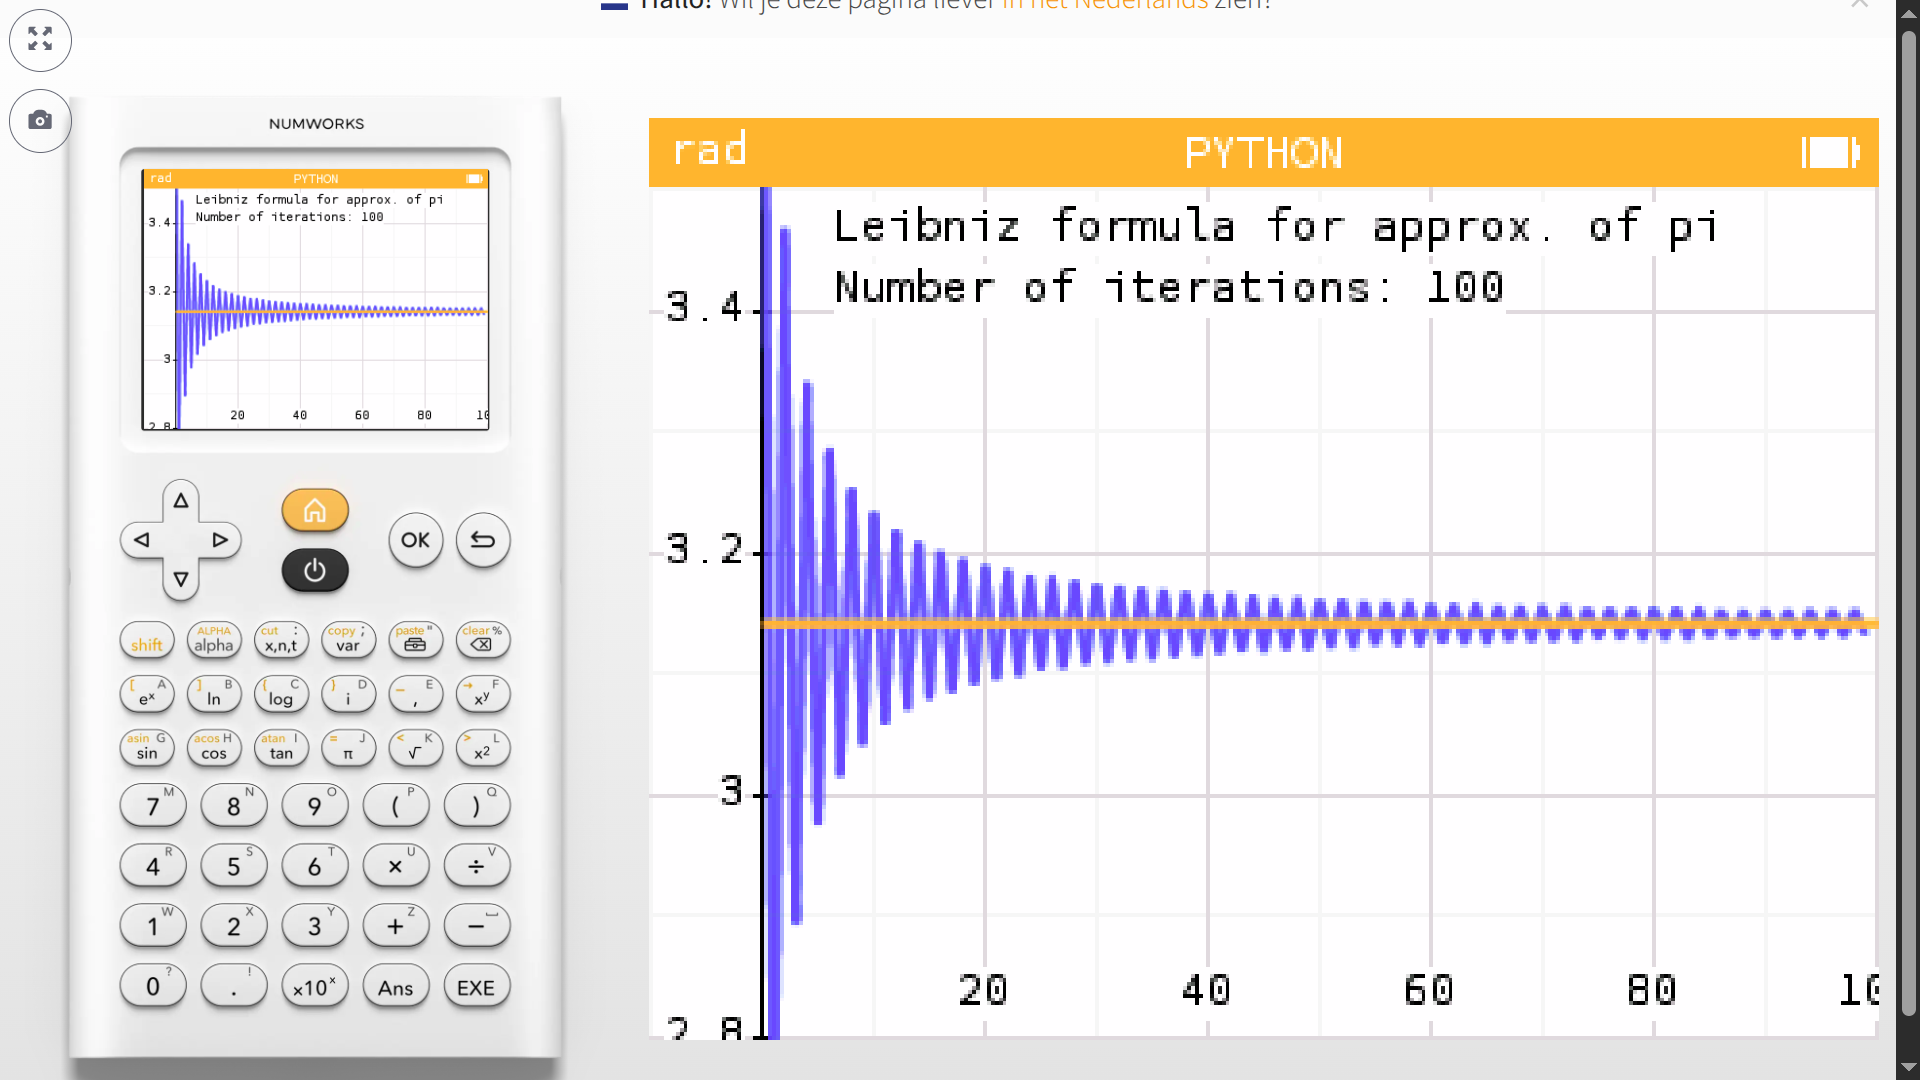 Hallo! Wil je deze pagina liever in het Nederlands zien?
NUMWORKS
rad PYTHON
Leibniz formula for approx. of pi
Number of iterations: 100
3.4
3.2
3
2.8
20 40 60 80 10
OK
shift ALPHA alpha cut : x,n,t copy ; var paste " clear %
[ A eˣ ] B ln { C log } D i _ E , → F xʸ
asin G sin acos H cos atan I tan = J π < K √ > L x²
7 M 8 N 9 O ( P ) Q
4 R 5 S 6 T × U ÷ V
1 W 2 X 3 Y + Z −
0 ? . ! ×10ˣ Ans EXE
rad PYTHON
Leibniz formula for approx. of pi
Number of iterations: 100
3.4
3.2
3
2.8
20 40 60 80 10